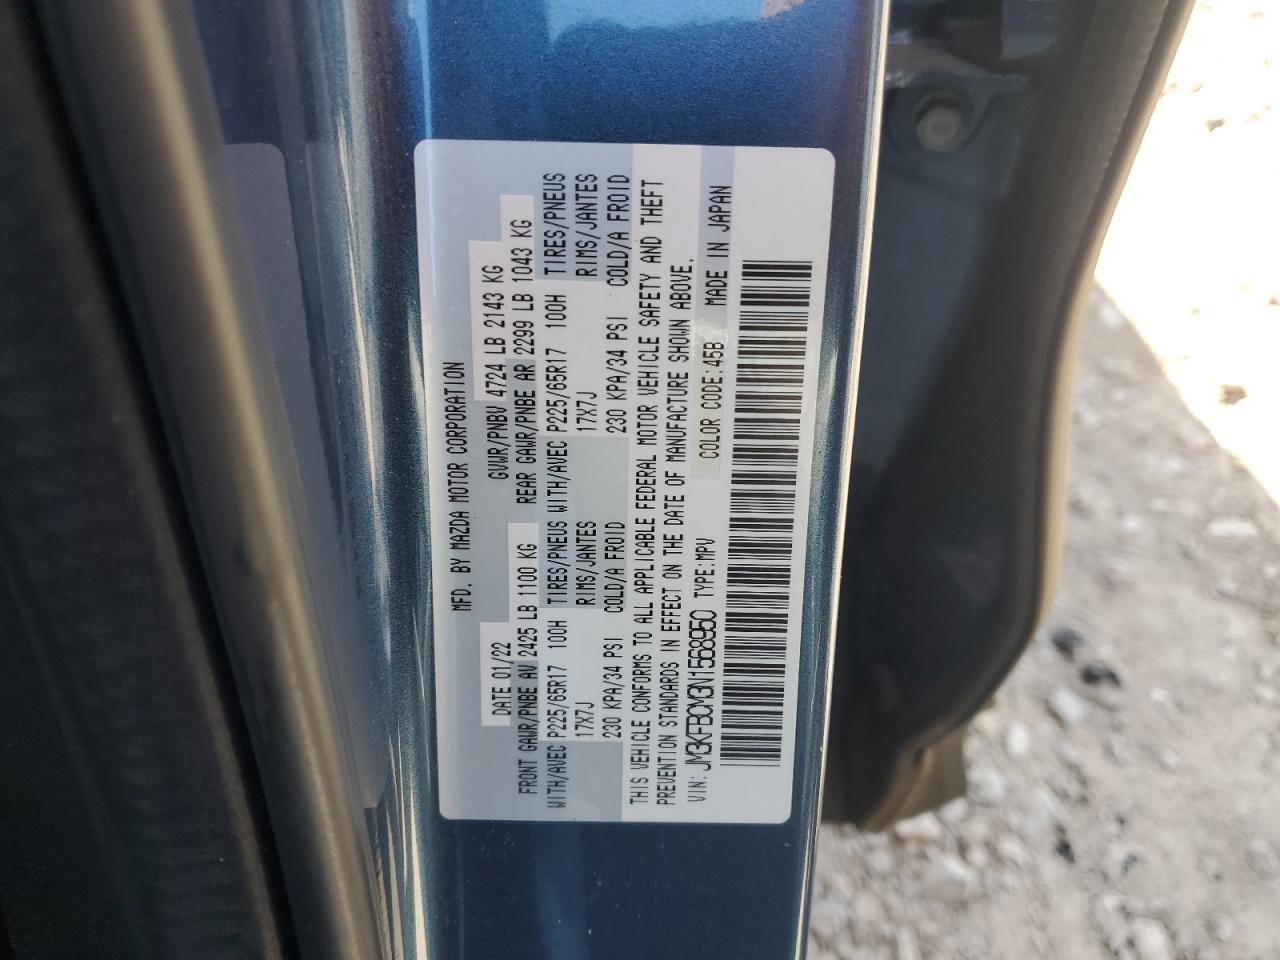 MFD. BY MAZDA MOTOR CORPORATION
DATE 01/22 GVWR/PNBV 4724 LB 2143 KG
FRONT GAWR/PNBE AV 2425 LB 1100 KG REAR GAWR/PNBE AR 2299 LB 1043 KG
WITH/AVEC P225/65R17 100H TIRES/PNEUS WITH/AVEC P225/65R17 100H TIRES/PNEUS
17X7J RIMS/JANTES 17X7J RIMS/JANTES
230 KPA/34 PSI COLD/A FROID 230 KPA/34 PSI COLD/A FROID
THIS VEHICLE CONFORMS TO ALL APPLICABLE FEDERAL MOTOR VEHICLE SAFETY AND THEFT
PREVENTION STANDARDS IN EFFECT ON THE DATE OF MANUFACTURE SHOWN ABOVE.
VIN: JM3KFBCM3N1568950 TYPE:MPV COLOR CODE:45B MADE IN JAPAN